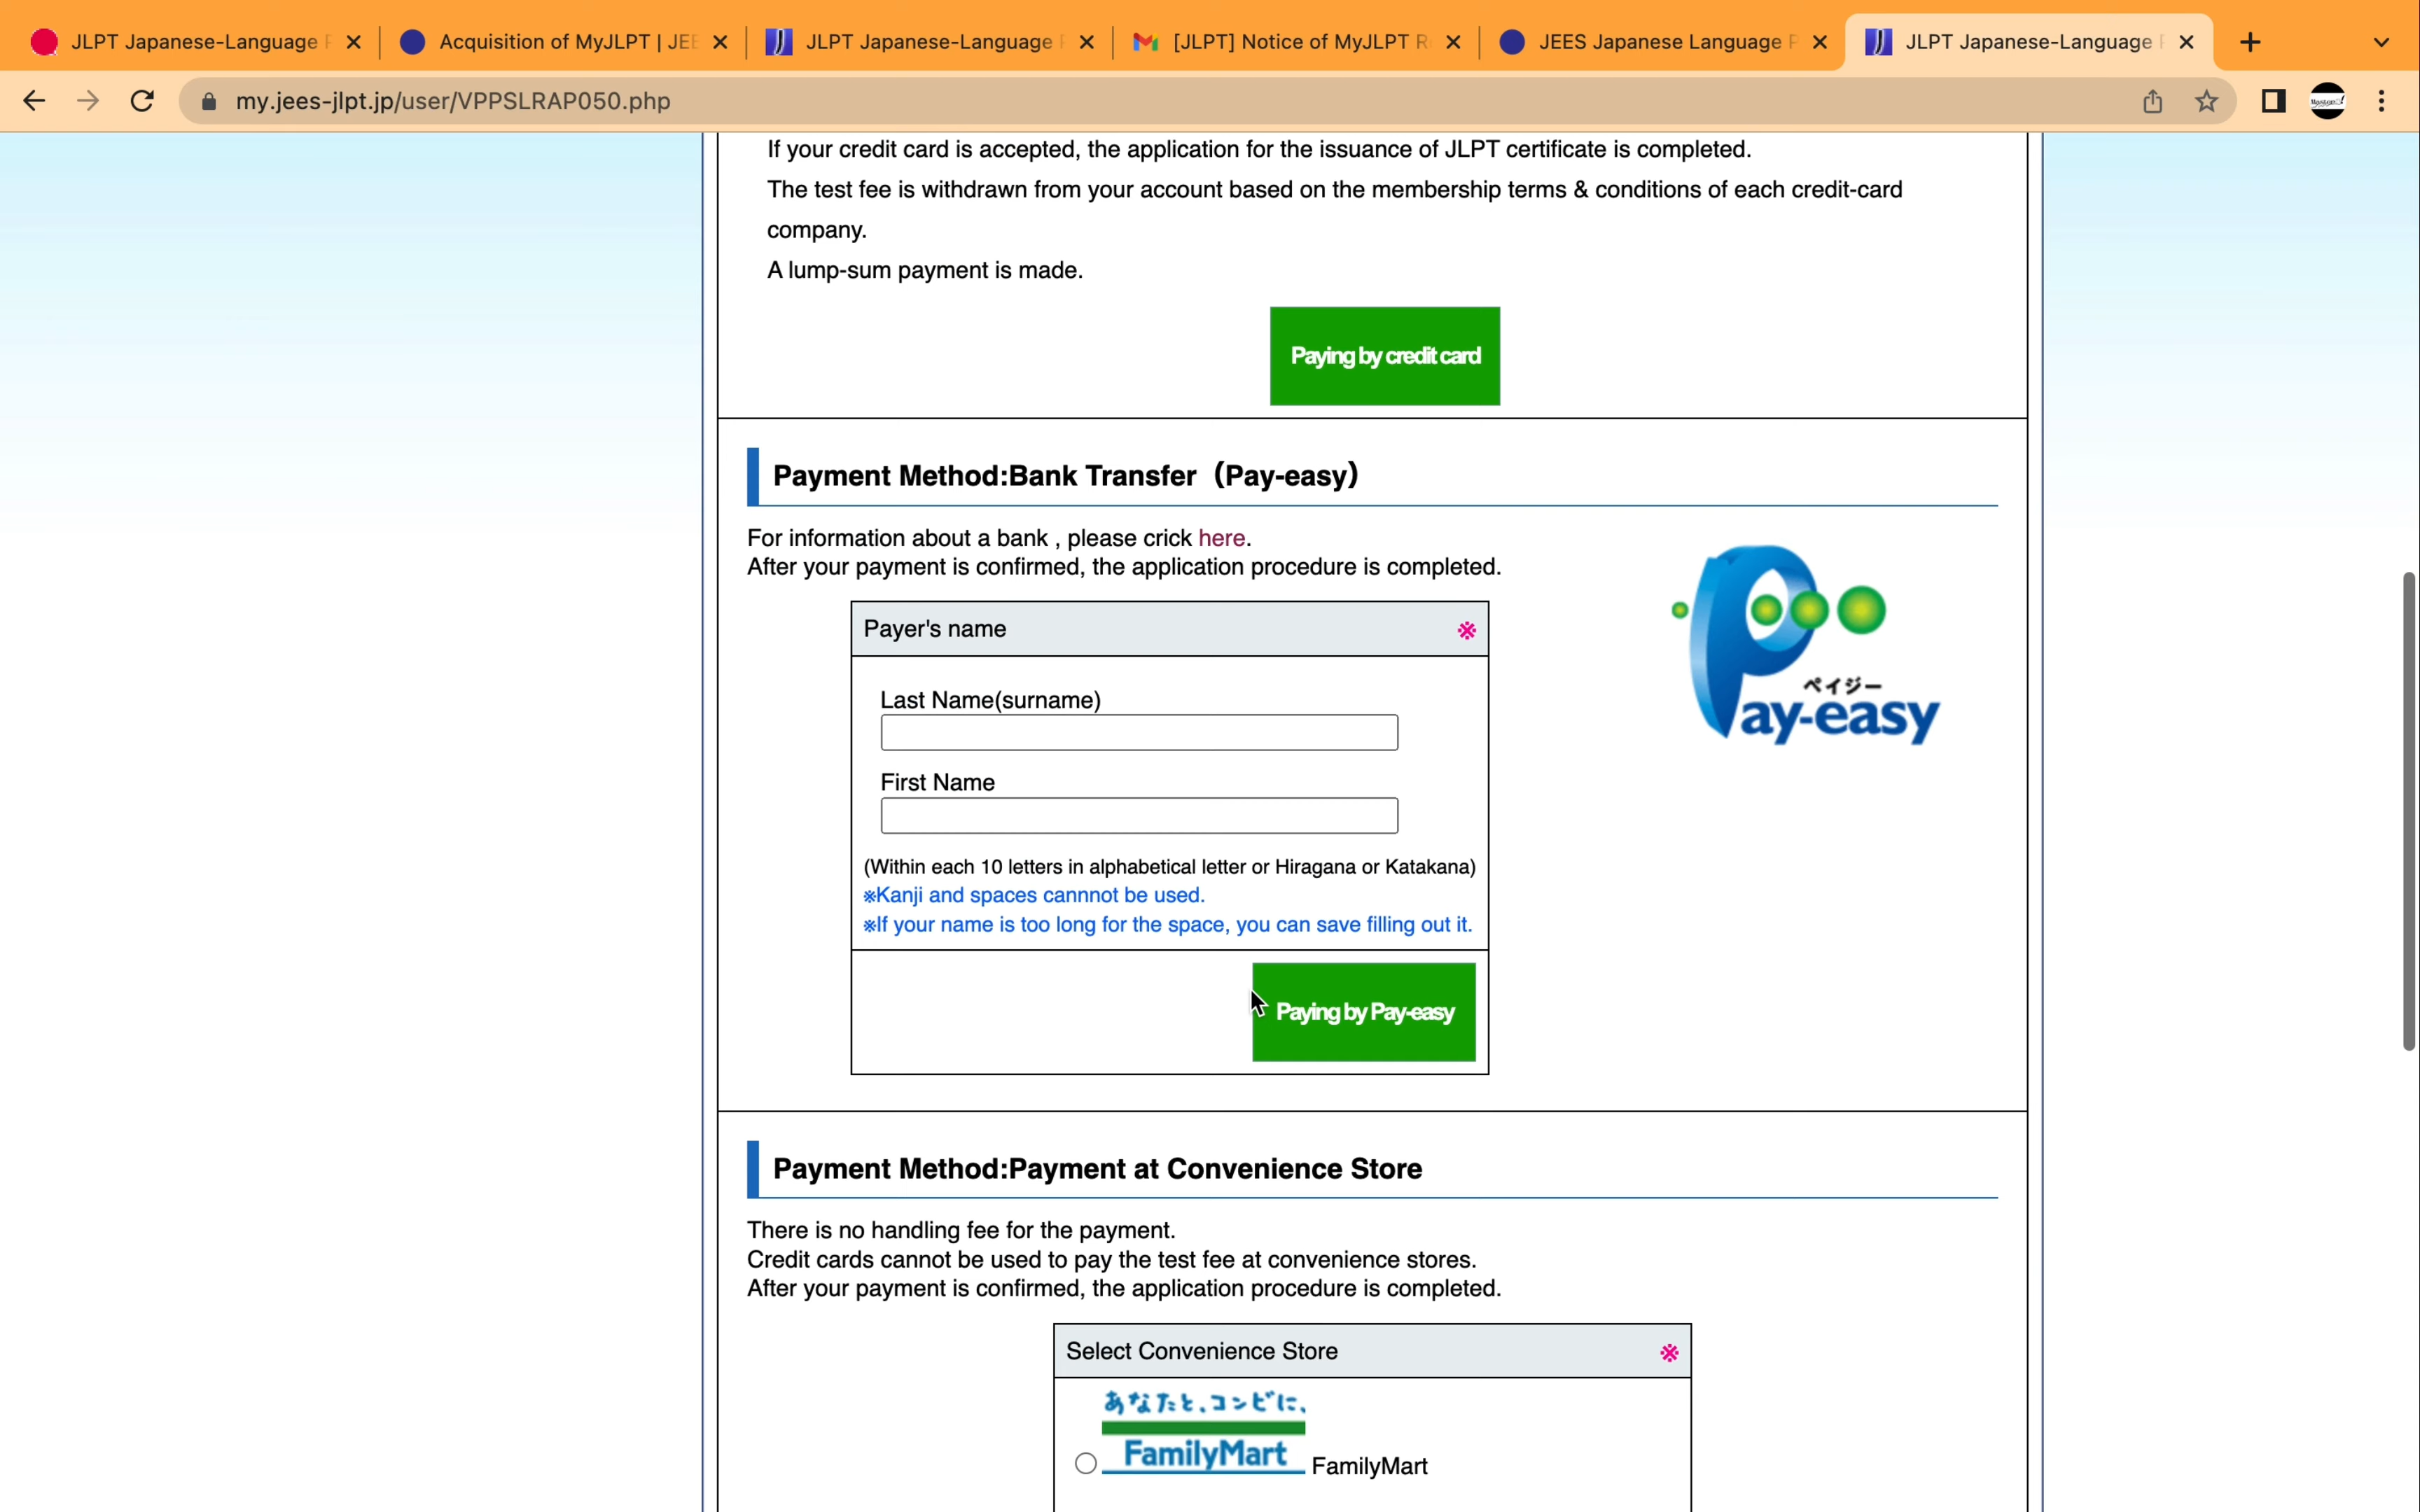 JLPT Japanese-Language P
Acquisition of MyJLPT | JEE
JLPT Japanese-Language P
[JLPT] Notice of MyJLPT R
JEES Japanese Language P
JLPT Japanese-Language P
my.jees-jlpt.jp/user/VPPSLRAP050.php
If your credit card is accepted, the application for the issuance of JLPT certificate is completed.
The test fee is withdrawn from your account based on the membership terms & conditions of each credit-card
company.
A lump-sum payment is made.
Paying by credit card
Payment Method:Bank Transfer（Pay-easy）
For information about a bank , please crick here.
After your payment is confirmed, the application procedure is completed.
Payer's name ※
Last Name(surname)
First Name
(Within each 10 letters in alphabetical letter or Hiragana or Katakana)
※Kanji and spaces cannnot be used.
※If your name is too long for the space, you can save filling out it.
Paying by Pay-easy
ペイジー
Pay-easy
Payment Method:Payment at Convenience Store
There is no handling fee for the payment.
Credit cards cannot be used to pay the test fee at convenience stores.
After your payment is confirmed, the application procedure is completed.
Select Convenience Store ※
あなたと、コンビに、
FamilyMart
FamilyMart